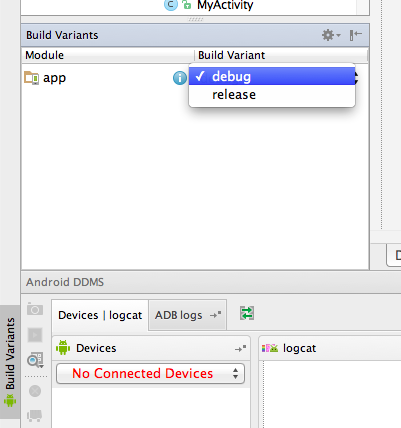 MyActivity
Build Variants
Module Build Variant
app debug
release
Android DDMS
Devices | logcat ADB logs
Devices logcat
No Connected Devices
Build Variants